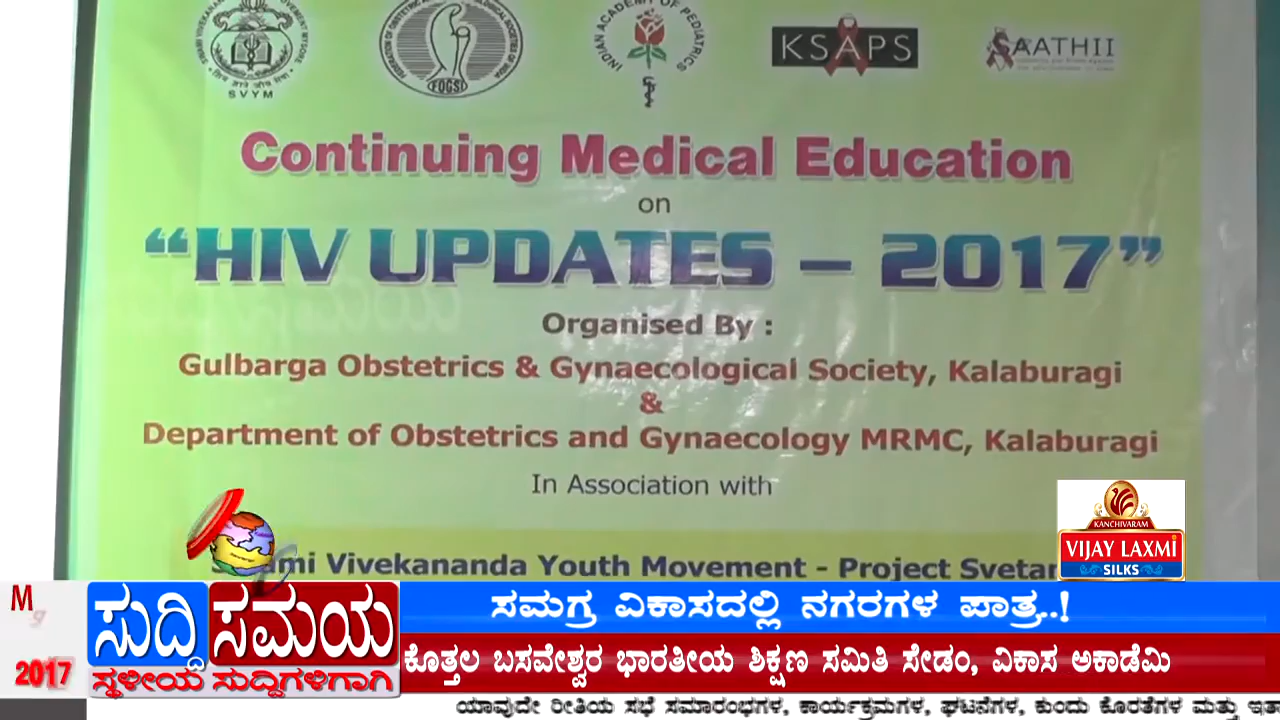 SVYM
FOGSI
INDIAN ACADEMY OF PEDIATRICS
KSAPS
SAATHII
Continuing Medical Education
on
“HIV UPDATES – 2017”
Organised By :
Gulbarga Obstetrics & Gynaecological Society, Kalaburagi
&
Department of Obstetrics and Gynaecology MRMC, Kalaburagi
In Association with
Vivekananda Youth Movement - Project
KANCHIVARAM
VIJAY LAXMI
SILKS
2017
ಸುದ್ದಿ ಸಮಯ
ಸ್ಥಳೀಯ ಸುದ್ದಿಗಳಿಗಾಗಿ
ಸಮಗ್ರ ವಿಕಾಸದಲ್ಲಿ ನಗರಗಳ ಪಾತ್ರ..!
ಕೊತ್ತಲ ಬಸವೇಶ್ವರ ಭಾರತೀಯ ಶಿಕ್ಷಣ ಸಮಿತಿ ಸೇಡಂ, ವಿಕಾಸ ಅಕಾಡೆಮಿ
ಯಾವುದೇ ರೀತಿಯ ಸಭೆ ಸಮಾರಂಭಗಳ, ಕಾರ್ಯಕ್ರಮಗಳ, ಘಟನೆಗಳ, ಕುಂದು ಕೊರತೆಗಳ ಮತ್ತು